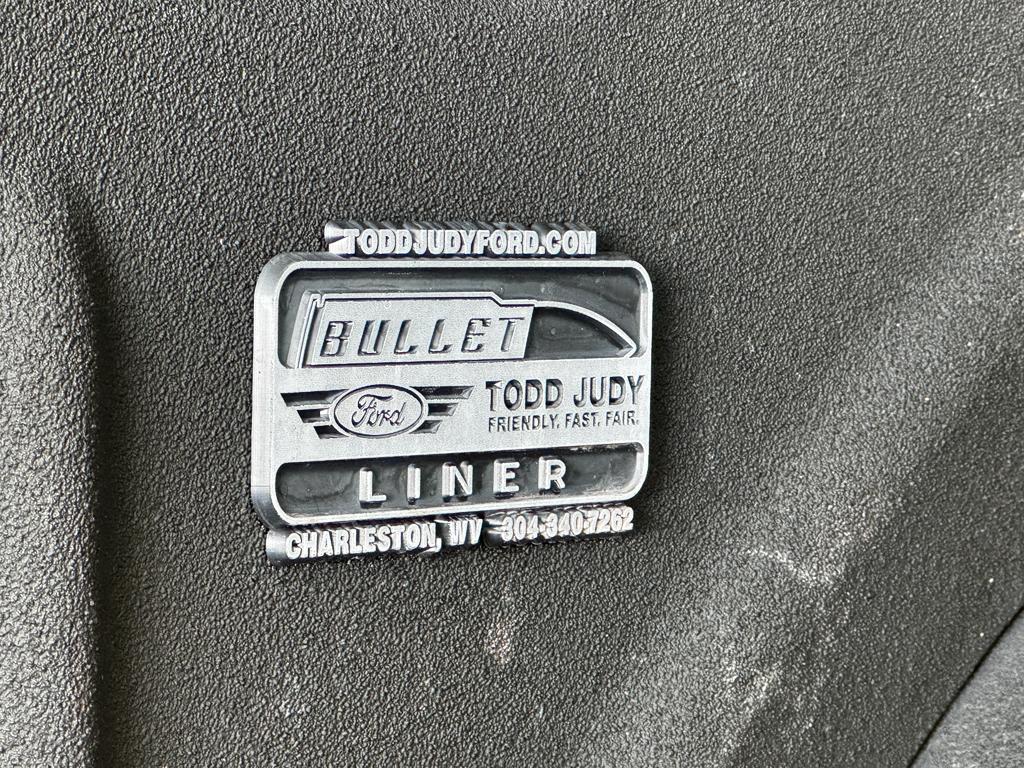 TODDJUDYFORD.COM
BULLET
Ford
TODD JUDY
FRIENDLY. FAST. FAIR.
LINER
CHARLESTON, WV 304-340-7262